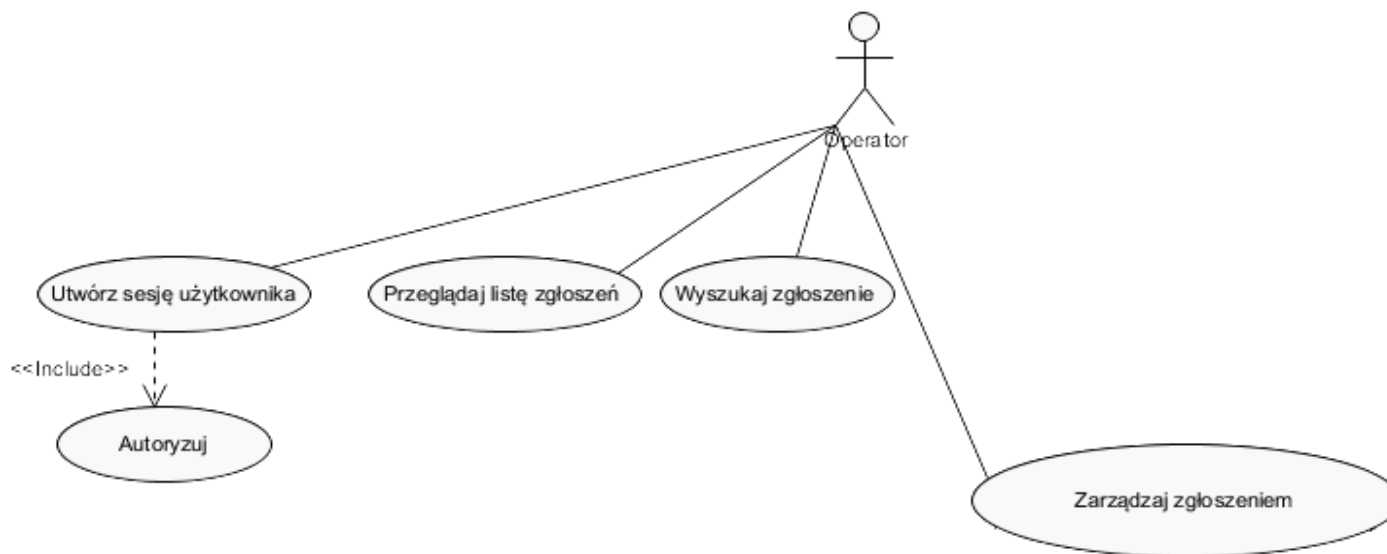 Operator
Utwórz sesję użytkownika
Przeglądaj listę zgłoszeń
Wyszukaj zgłoszenie
<<Include>>
Autoryzuj
Zarządzaj zgłoszeniem